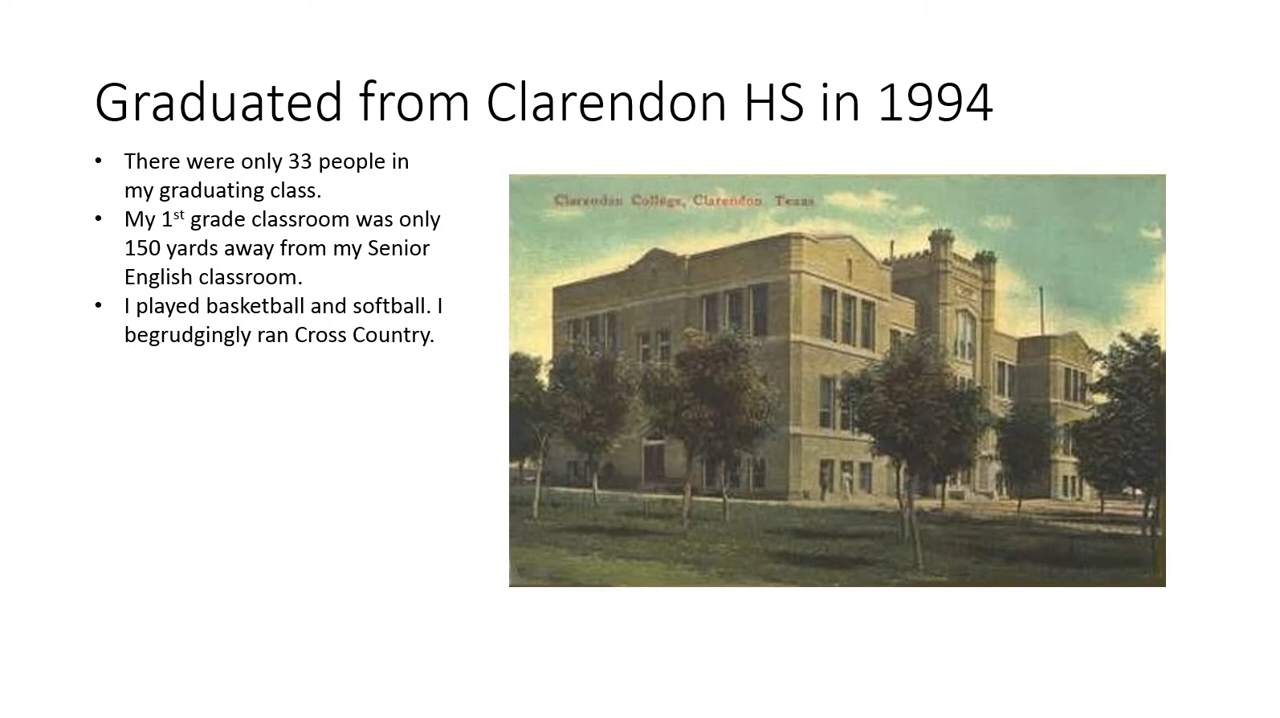 Graduated from Clarendon HS in 1994
• There were only 33 people in
my graduating class.
• My 1st grade classroom was only
150 yards away from my Senior
English classroom.
• I played basketball and softball. I
begrudgingly ran Cross Country.
Clarendon College, Clarendon Texas